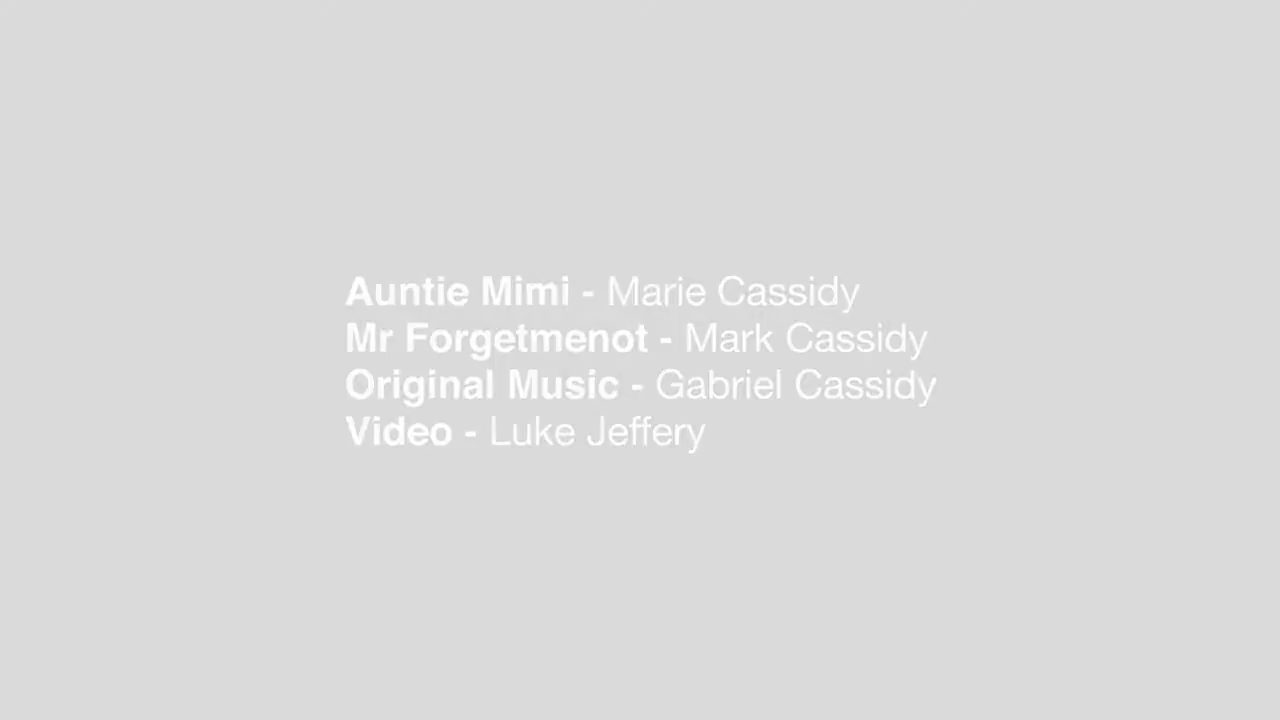 Auntie Mimi - Marie Cassidy
Mr Forgetmenot - Mark Cassidy
Original Music - Gabriel Cassidy
Video - Luke Jeffery